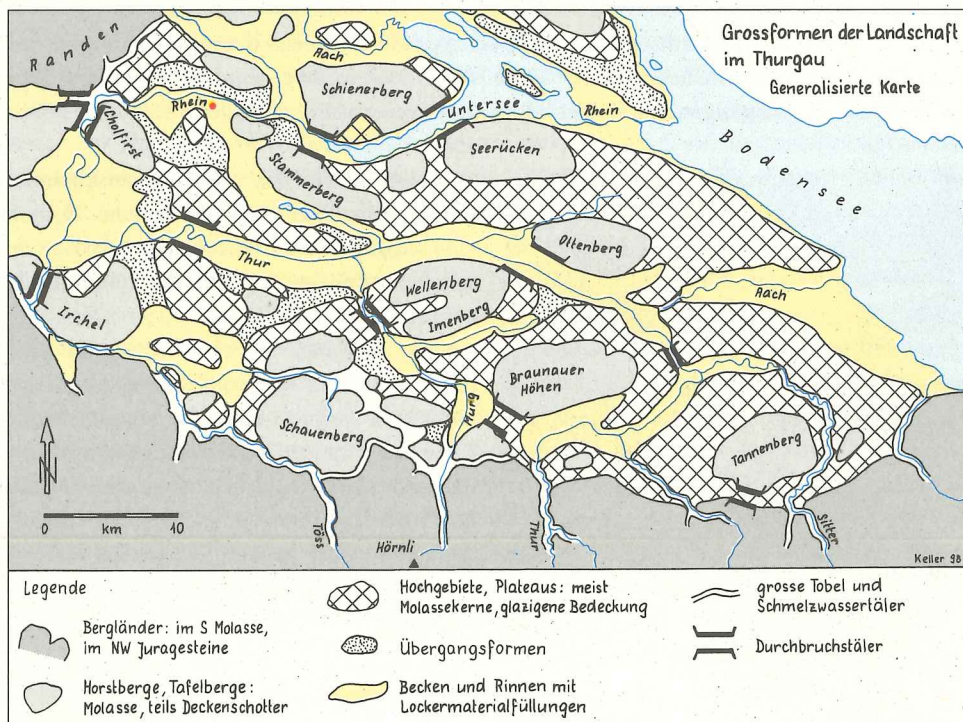 Grossformen der Landschaft
im Thurgau
Generalisierte Karte
Randen
Aach
Schienerberg
Rhein
Untersee
Rhein
Cholfirst
Stammerberg
Seerücken
Bodensee
Thur
Ottenberg
Wellenberg
Imenberg
Aach
Irchel
Braunauer
Höhen
Murg
Schauenberg
Tannenberg
N
0 km 10
Töss
Hörnli
Thur
Sitter
Keller 98
Legende
Bergländer: im S Molasse,
im NW Juragesteine
Horstberge, Tafelberge:
Molasse, teils Deckenschotter
Hochgebiete, Plateaus: meist
Molassekerne, glazigene Bedeckung
Übergangsformen
Becken und Rinnen mit
Lockermaterialfüllungen
grosse Tobel und
Schmelzwassertäler
Durchbruchstäler